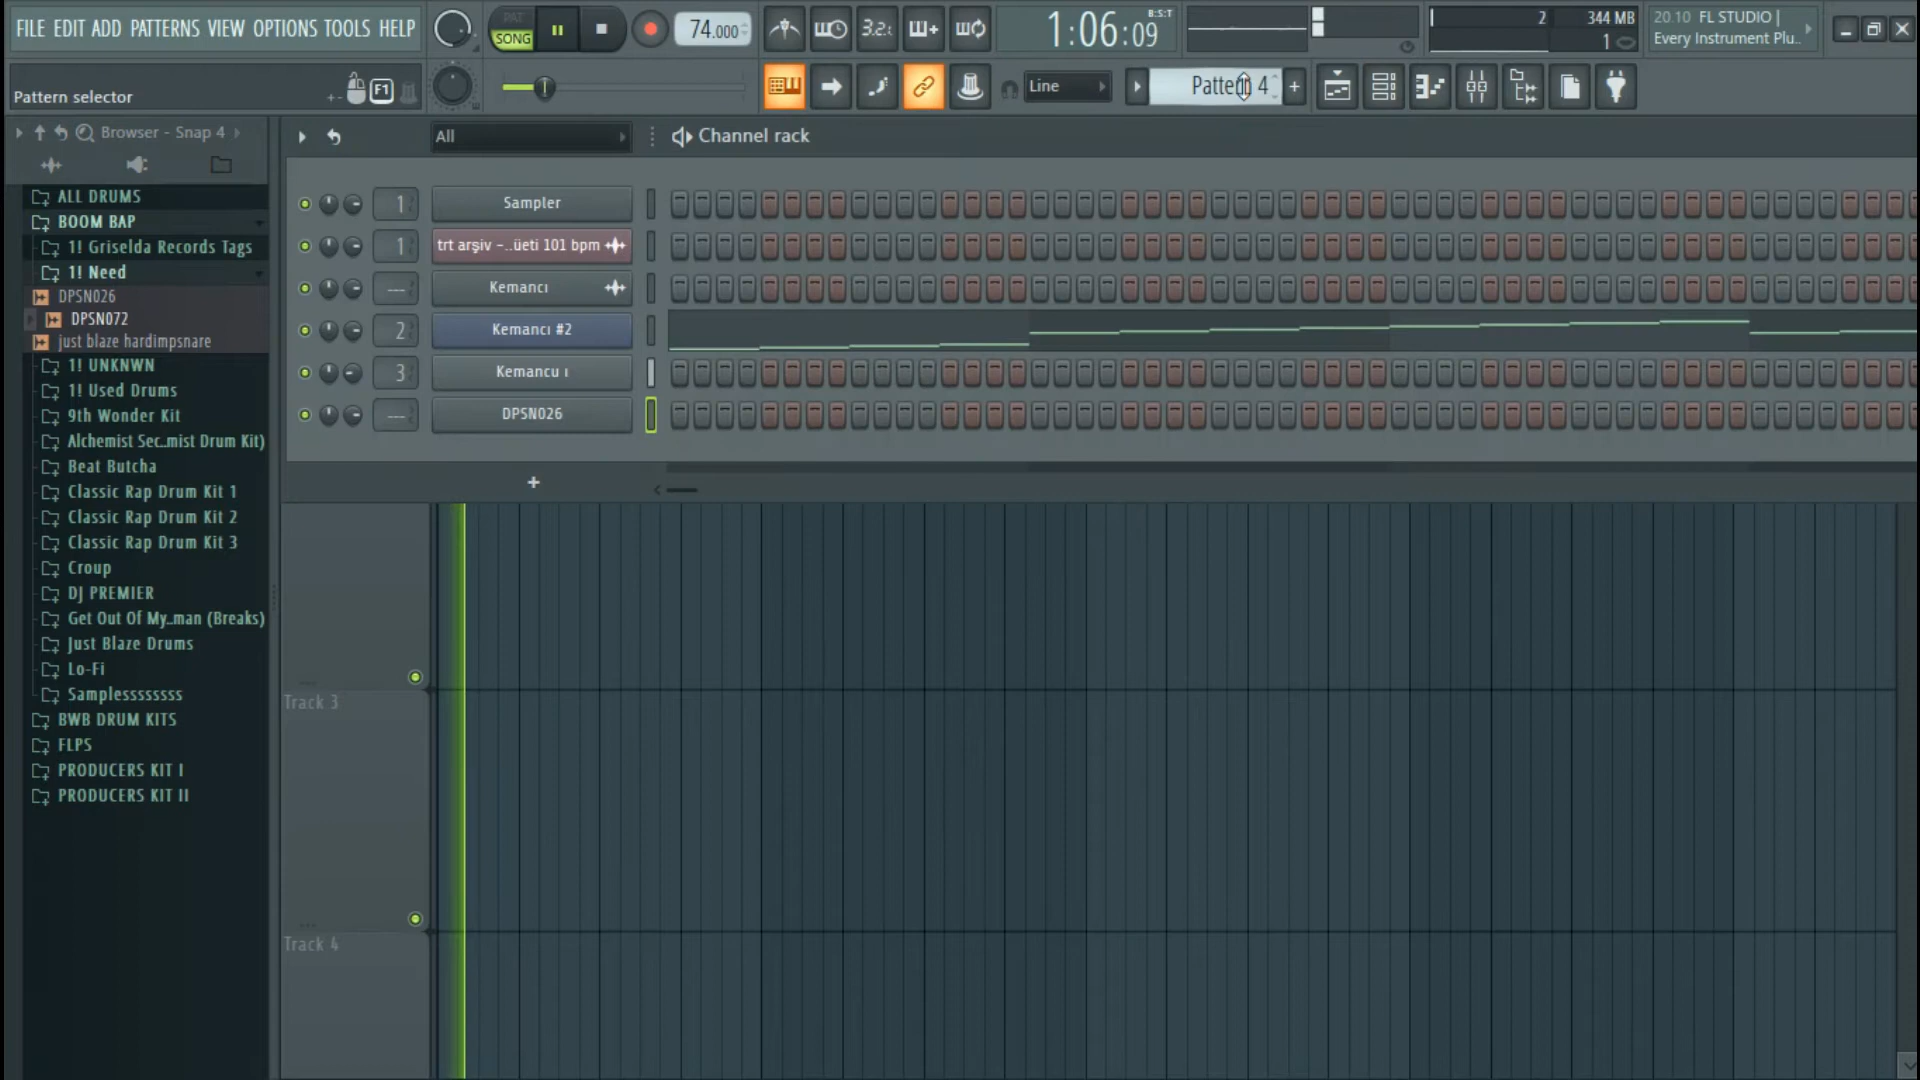 FILE EDIT ADD PATTERNS VIEW OPTIONS TOOLS HELP
PAT
SONG
74.000
3.2.
1:06:09
B:S:T
2
344 MB
1
20.10 FL STUDIO |
Every Instrument Plu..
Pattern selector
F1
Line
Pattern 4
Browser - Snap 4
All
Channel rack
ALL DRUMS
BOOM BAP
1! Griselda Records Tags
1! Need
DPSN026
DPSN072
just blaze hardimpsnare
1! UNKNWN
1! Used Drums
9th Wonder Kit
Alchemist Sec..mist Drum Kit)
Beat Butcha
Classic Rap Drum Kit 1
Classic Rap Drum Kit 2
Classic Rap Drum Kit 3
Croup
DJ PREMIER
Get Out Of My..man (Breaks)
Just Blaze Drums
Lo-Fi
Samplessssssss
BWB DRUM KITS
FLPS
PRODUCERS KIT I
PRODUCERS KIT II
1 Sampler
1 trt arşiv -..üeti 101 bpm
--- Kemancı
2 Kemancı #2
3 Kemancu ı
--- DPSN026
+
Track 3
Track 4